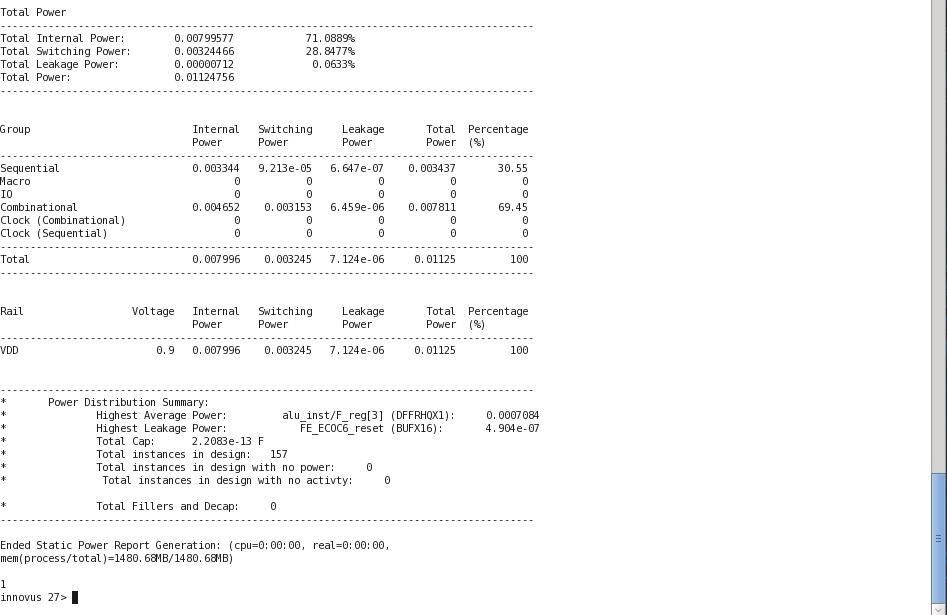 Total Power
-----------------------------------------------------------------------------------------
Total Internal Power:        0.00799577            71.0889%
Total Switching Power:       0.00324466            28.8477%
Total Leakage Power:         0.00000712             0.0633%
Total Power:                 0.01124756
-----------------------------------------------------------------------------------------
Group                           Internal   Switching     Leakage       Total  Percentage
                                Power      Power         Power         Power  (%)
-----------------------------------------------------------------------------------------
Sequential                      0.003344   9.213e-05   6.647e-07    0.003437       30.55
Macro                                  0           0           0           0           0
IO                                     0           0           0           0           0
Combinational                   0.004652    0.003153   6.459e-06    0.007811       69.45
Clock (Combinational)                  0           0           0           0           0
Clock (Sequential)                     0           0           0           0           0
-----------------------------------------------------------------------------------------
Total                           0.007996    0.003245   7.124e-06     0.01125         100
-----------------------------------------------------------------------------------------
Rail                  Voltage   Internal   Switching     Leakage       Total  Percentage
                                Power      Power         Power         Power  (%)
-----------------------------------------------------------------------------------------
VDD                       0.9   0.007996    0.003245   7.124e-06     0.01125         100
-----------------------------------------------------------------------------------------
*       Power Distribution Summary:
*               Highest Average Power:         alu_inst/F_reg[3] (DFFRHQX1):     0.0007084
*               Highest Leakage Power:            FE_ECOC6_reset (BUFX16):       4.904e-07
*               Total Cap:      2.2083e-13 F
*               Total instances in design:   157
*               Total instances in design with no power:     0
*                Total instances in design with no activty:     0
*               Total Fillers and Decap:     0
-----------------------------------------------------------------------------------------
Ended Static Power Report Generation: (cpu=0:00:00, real=0:00:00,
mem(process/total)=1480.68MB/1480.68MB)
1
innovus 27>